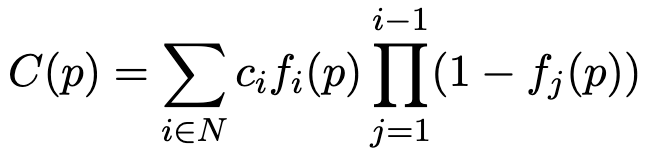 C(p) = \sum_{i \in N} c_i f_i(p) \prod_{j=1}^{i-1} (1 - f_j(p))